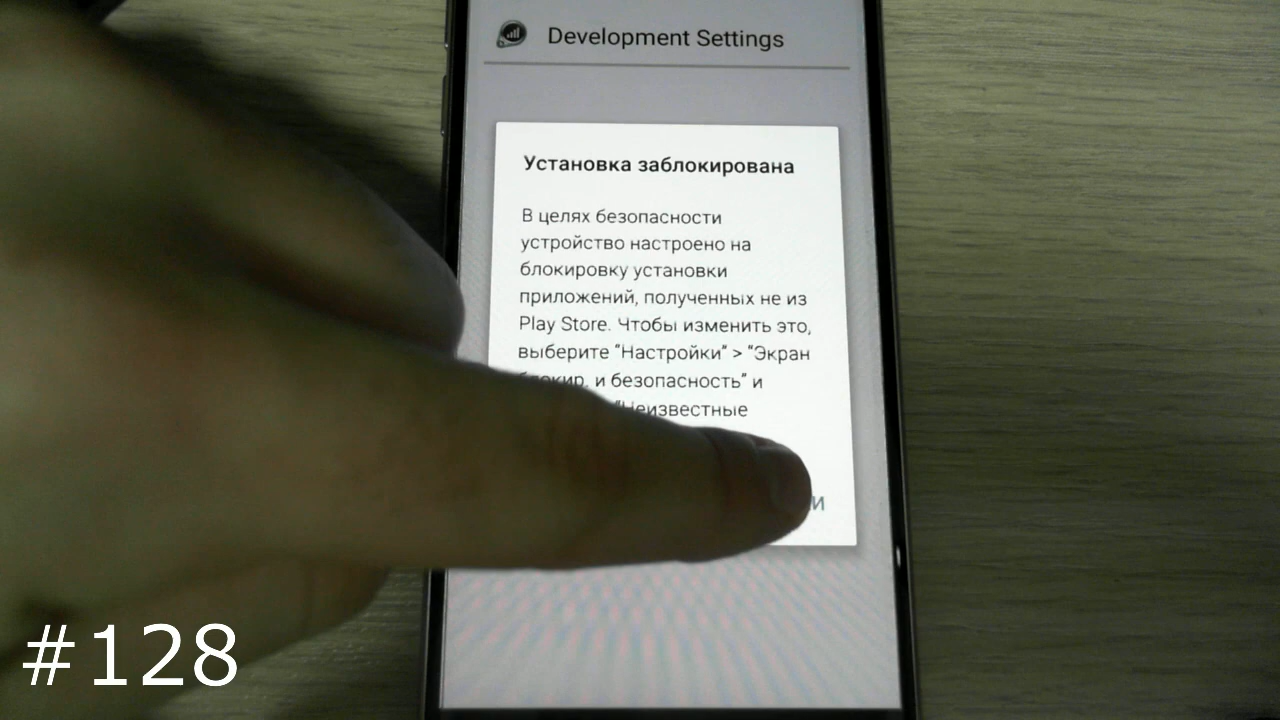 Development Settings
Установка заблокирована
В целях безопасности
устройство настроено на
блокировку установки
приложений, полученных не из
Play Store. Чтобы изменить это,
выберите "Настройки" > "Экран
и безопасность" и
"Неизвестные
#128